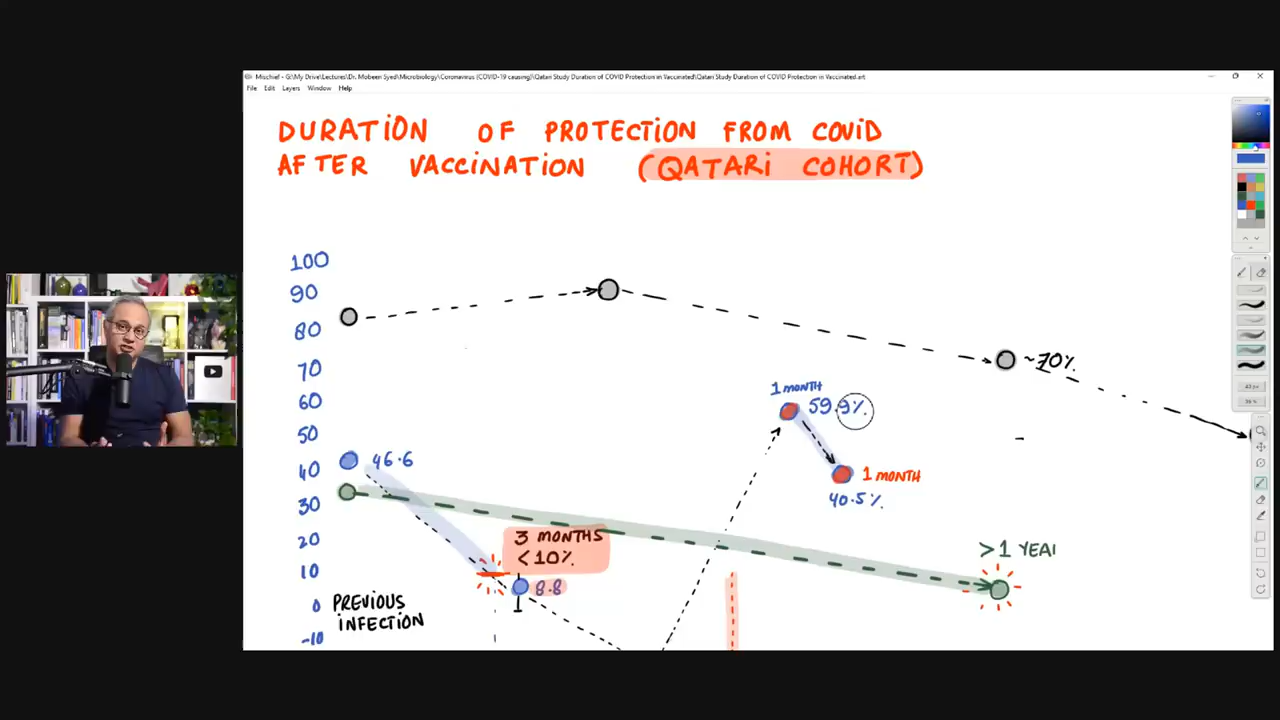 Mischief - G:\My Drive\Lectures\Dr. Mobeen Syed\Microbiology\Coronavirus (COVID-19 causing)\Qatari Study Duration of COVID Protection in Vaccinated\Qatari Study Duration of COVID Protection in Vaccinated.art
File Edit Layers Window Help
DURATION OF PROTECTION FROM COVID
AFTER VACCINATION (QATARI COHORT)
100
90
80
70
~70%
1 MONTH
60
59.9%
50
46.6
40
1 MONTH
40.5%
30
3 MONTHS
<10%
20
>1 YEAR
10
8.8
0
PREVIOUS
INFECTION
-10